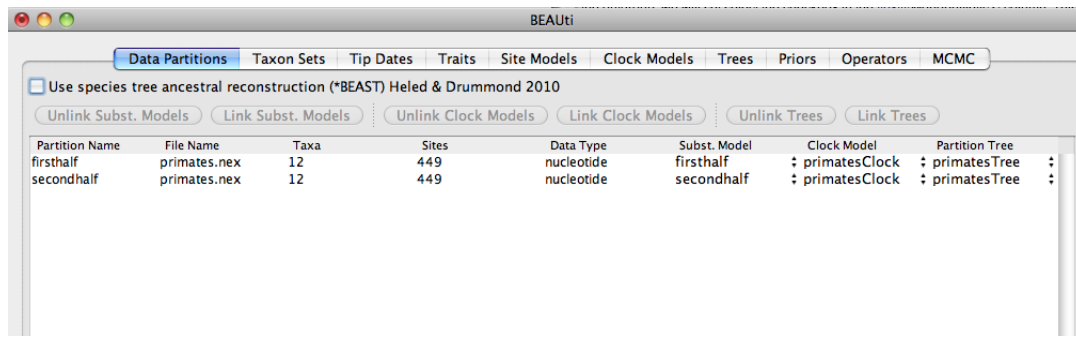 BEAUti
Data Partitions Taxon Sets Tip Dates Traits Site Models Clock Models Trees Priors Operators MCMC
Use species tree ancestral reconstruction (*BEAST) Heled & Drummond 2010
Unlink Subst. Models Link Subst. Models Unlink Clock Models Link Clock Models Unlink Trees Link Trees
Partition Name File Name Taxa Sites Data Type Subst. Model Clock Model Partition Tree
firsthalf primates.nex 12 449 nucleotide firsthalf primatesClock primatesTree
secondhalf primates.nex 12 449 nucleotide secondhalf primatesClock primatesTree